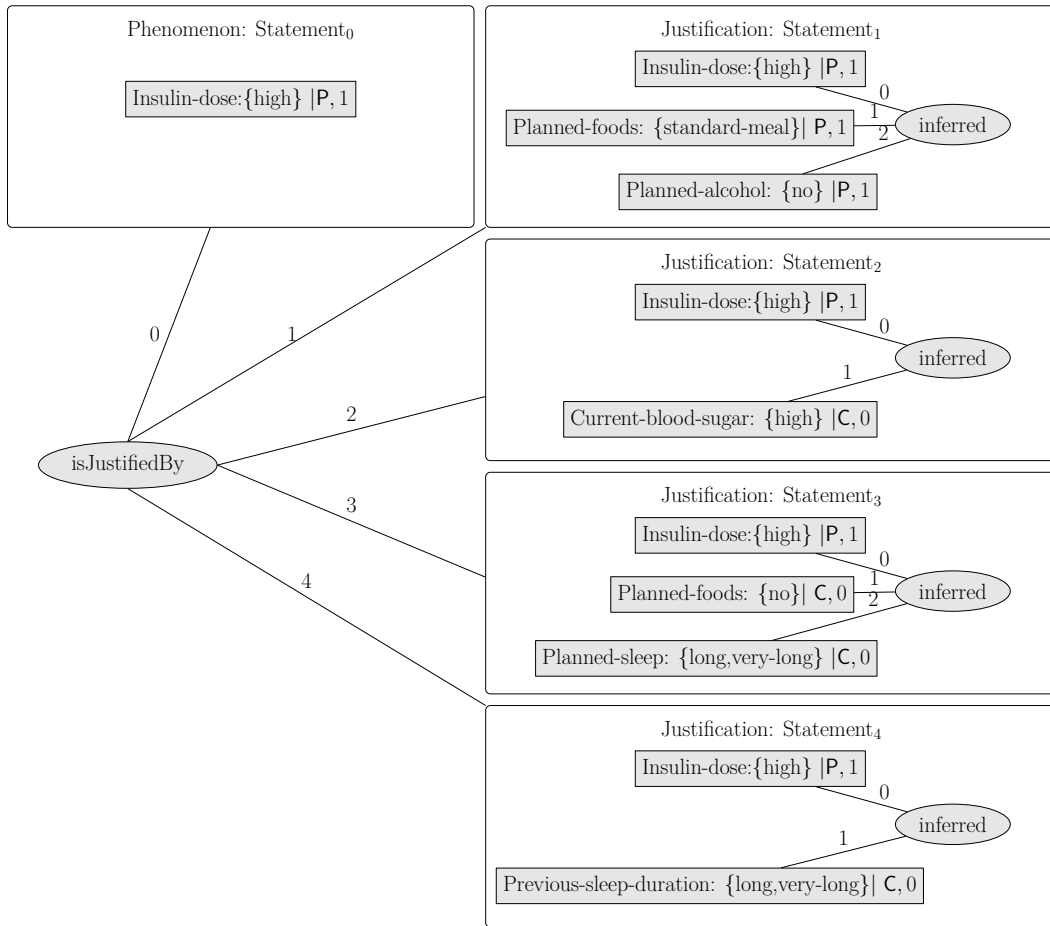 Phenomenon: Statement₀
Insulin-dose:{high} |P, 1
Justification: Statement₁
Insulin-dose:{high} |P, 1
0
Planned-foods: {standard-meal}| P, 1
1
inferred
2
Planned-alcohol: {no} |P, 1
Justification: Statement₂
Insulin-dose:{high} |P, 1
0
inferred
1
Current-blood-sugar: {high} |C, 0
0
1
2
isJustifiedBy
3
4
Justification: Statement₃
Insulin-dose:{high} |P, 1
0
Planned-foods: {no}| C, 0
1
inferred
2
Planned-sleep: {long,very-long} |C, 0
Justification: Statement₄
Insulin-dose:{high} |P, 1
0
inferred
1
Previous-sleep-duration: {long,very-long}| C, 0